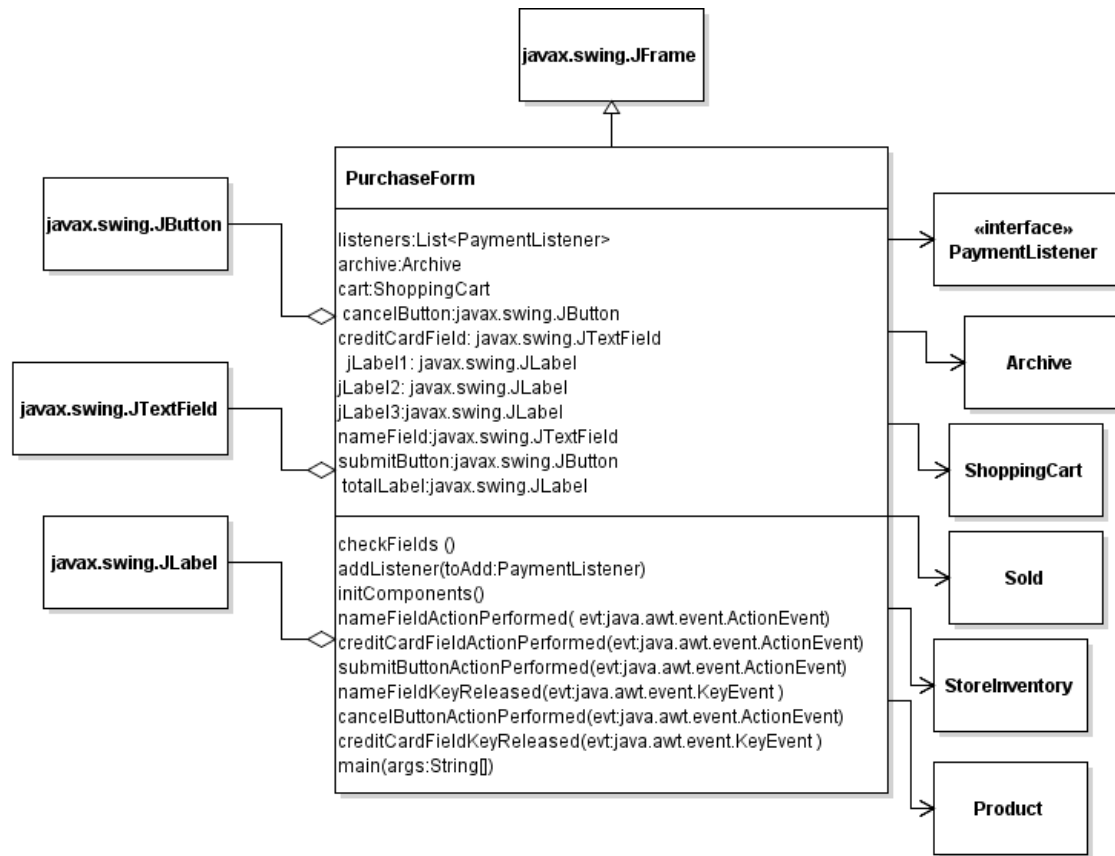 javax.swing.JFrame
PurchaseForm
listeners:List<PaymentListener>
archive:Archive
cart:ShoppingCart
cancelButton:javax.swing.JButton
creditCardField: javax.swing.JTextField
jLabel1: javax.swing.JLabel
jLabel2: javax.swing.JLabel
jLabel3:javax.swing.JLabel
nameField:javax.swing.JTextField
submitButton:javax.swing.JButton
totalLabel:javax.swing.JLabel
checkFields ()
addListener(toAdd:PaymentListener)
initComponents()
nameFieldActionPerformed( evt:java.awt.event.ActionEvent)
creditCardFieldActionPerformed(evt:java.awt.event.ActionEvent)
submitButtonActionPerformed(evt:java.awt.event.ActionEvent)
nameFieldKeyReleased(evt:java.awt.event.KeyEvent )
cancelButtonActionPerformed(evt:java.awt.event.ActionEvent)
creditCardFieldKeyReleased(evt:java.awt.event.KeyEvent )
main(args:String[])
javax.swing.JButton
javax.swing.JTextField
javax.swing.JLabel
«interface»
PaymentListener
Archive
ShoppingCart
Sold
StoreInventory
Product